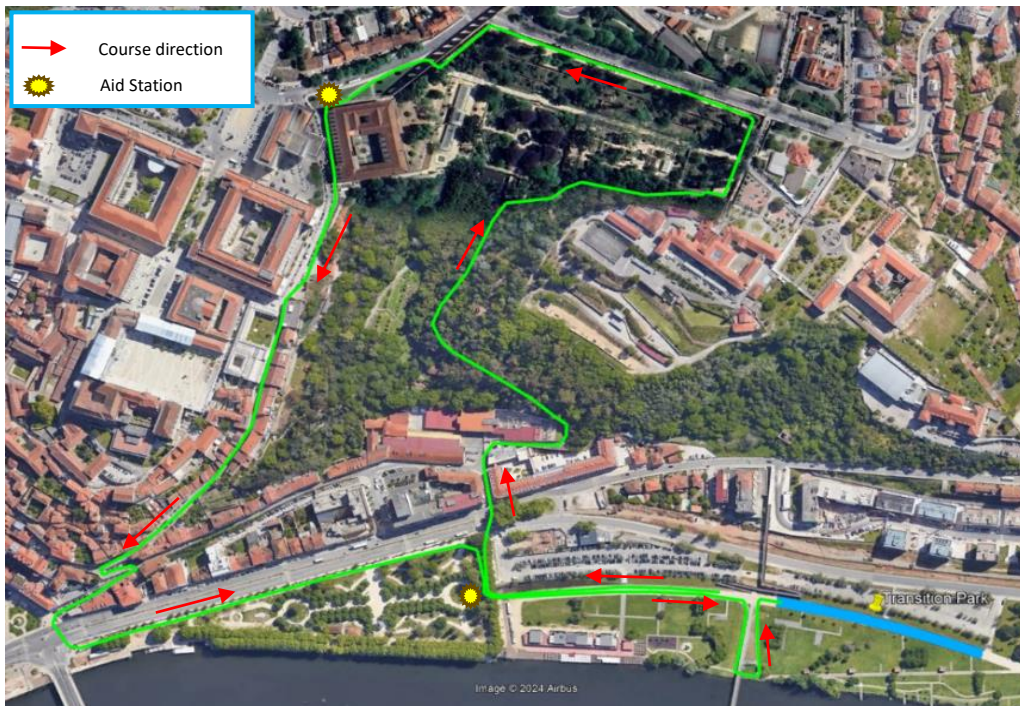 Course direction
Aid Station
Transition Park
Image © 2024 Airbus